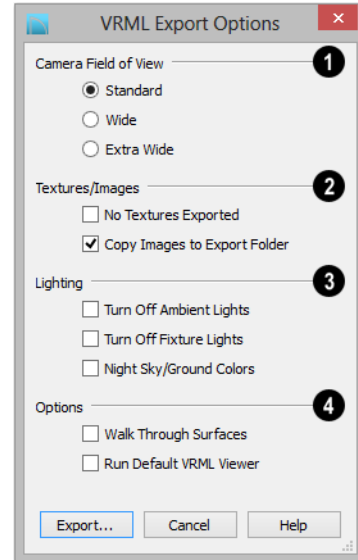 VRML Export Options
Camera Field of View 1
Standard
Wide
Extra Wide
Textures/Images 2
No Textures Exported
Copy Images to Export Folder
Lighting 3
Turn Off Ambient Lights
Turn Off Fixture Lights
Night Sky/Ground Colors
Options 4
Walk Through Surfaces
Run Default VRML Viewer
Export... Cancel Help